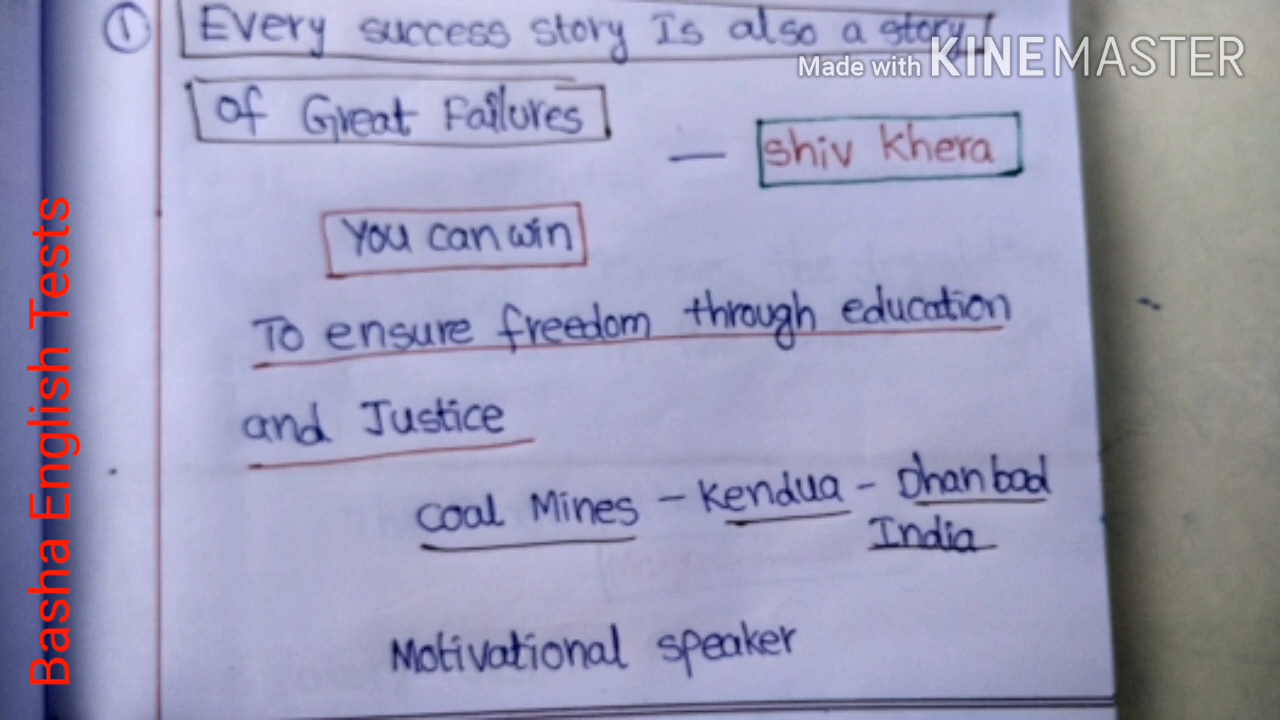 ① Every success story Is also a story
Made with KINEMASTER
of Great Failures
— Shiv Khera
You can win
To ensure freedom through education
and Justice
Coal Mines - Kendua - Dhanbad
India
Motivational speaker
Basha English Tests